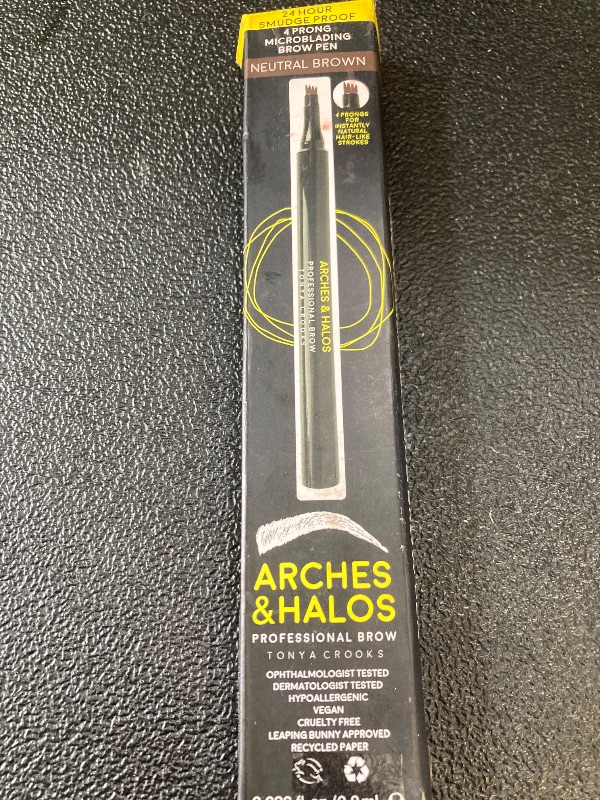 24 HOUR
SMUDGE PROOF
4 PRONG
MICROBLADING
BROW PEN
NEUTRAL BROWN
4 PRONGS
FOR
INSTANTLY
NATURAL
HAIR-LIKE
STROKES
ARCHES & HALOS
PROFESSIONAL BROW
TONYA CROOKS
ARCHES
&HALOS
PROFESSIONAL BROW
TONYA CROOKS
OPHTHALMOLOGIST TESTED
DERMATOLOGIST TESTED
HYPOALLERGENIC
VEGAN
CRUELTY FREE
LEAPING BUNNY APPROVED
RECYCLED PAPER